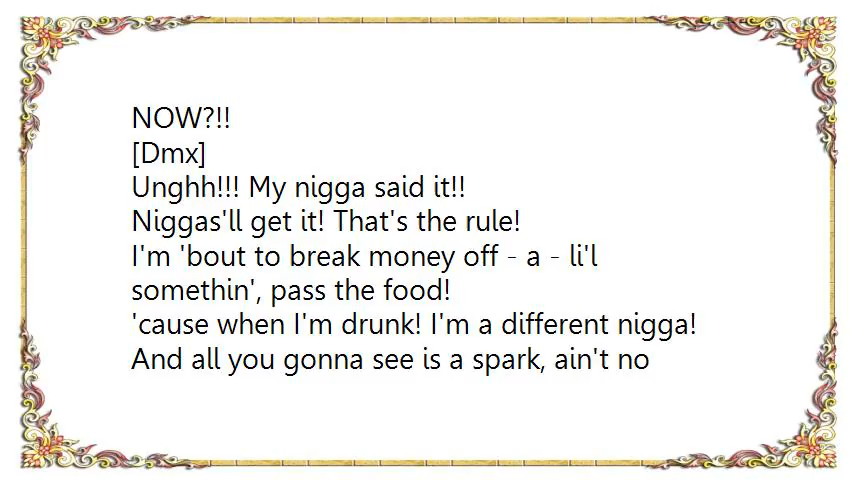 NOW?!!
[Dmx]
Unghh!!! My nigga said it!!
Niggas'll get it! That's the rule!
I'm 'bout to break money off - a - li'l
somethin', pass the food!
'cause when I'm drunk! I'm a different nigga!
And all you gonna see is a spark, ain't no